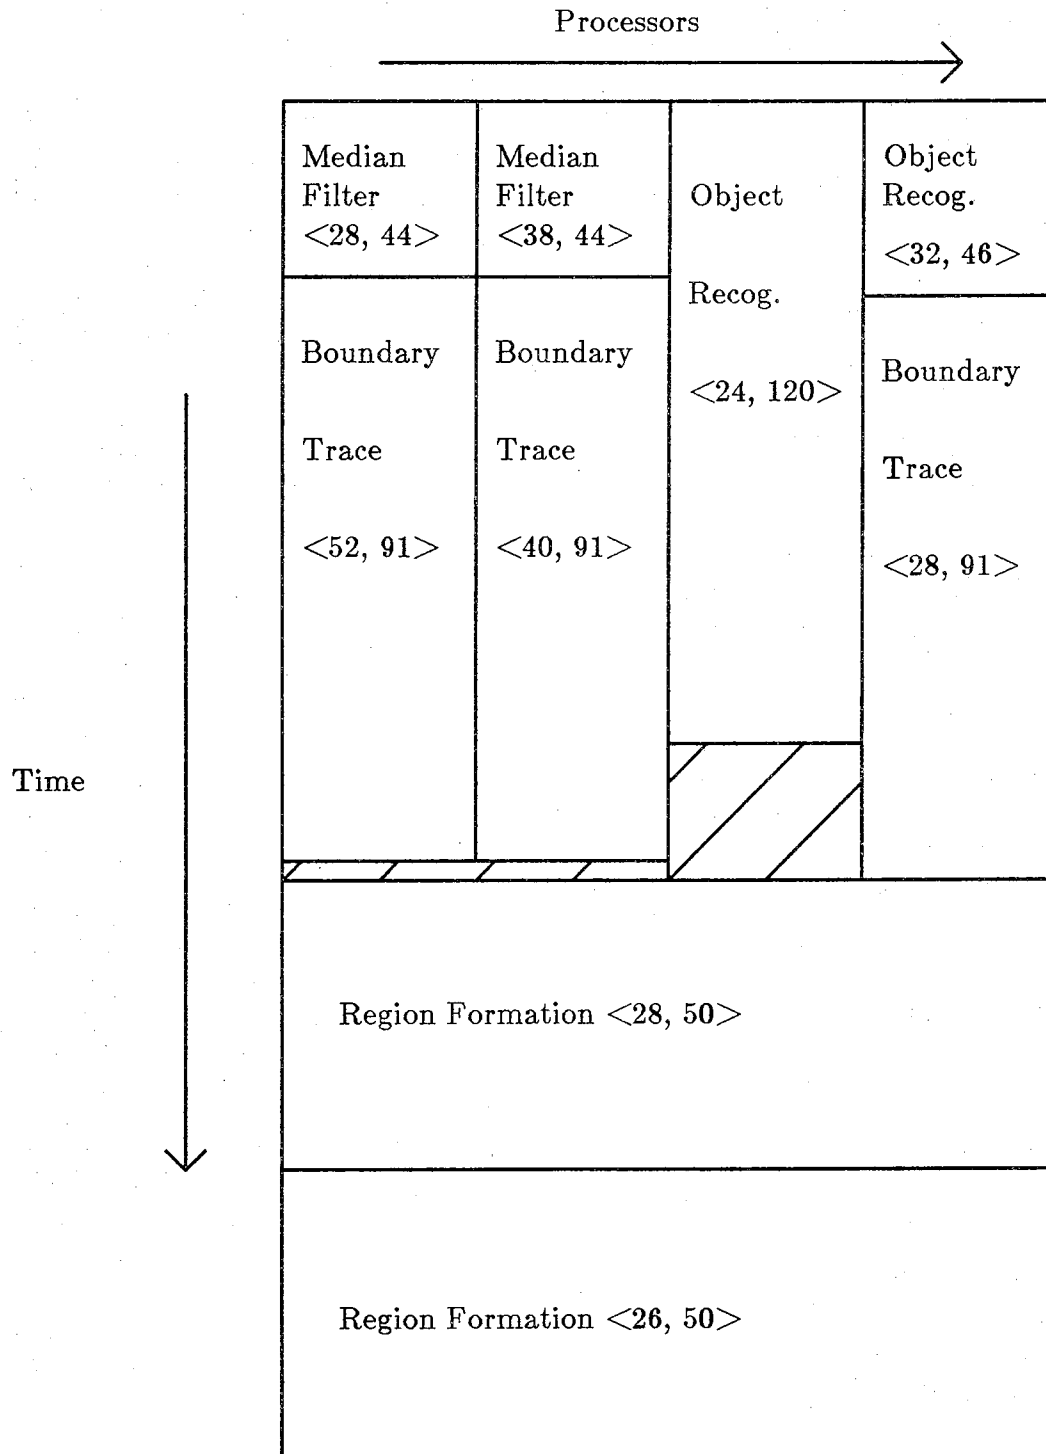 Processors
Median
Filter
<28, 44>
Median
Filter
<38, 44>
Object
Recog.
<24, 120>
Object
Recog.
<32, 46>
Boundary
Trace
<52, 91>
Boundary
Trace
<40, 91>
Boundary
Trace
<28, 91>
Time
Region Formation <28, 50>
Region Formation <26, 50>